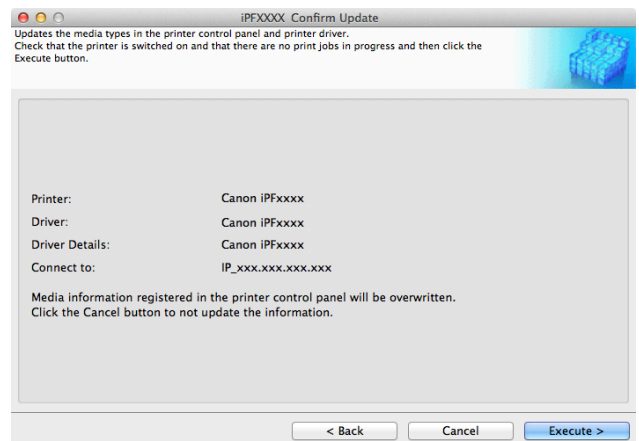 iPFXXXX Confirm Update
Updates the media types in the printer control panel and printer driver.
Check that the printer is switched on and that there are no print jobs in progress and then click the
Execute button.
Printer: Canon iPFxxxx
Driver: Canon iPFxxxx
Driver Details: Canon iPFxxxx
Connect to: IP_xxx.xxx.xxx.xxx
Media information registered in the printer control panel will be overwritten.
Click the Cancel button to not update the information.
< Back Cancel Execute >